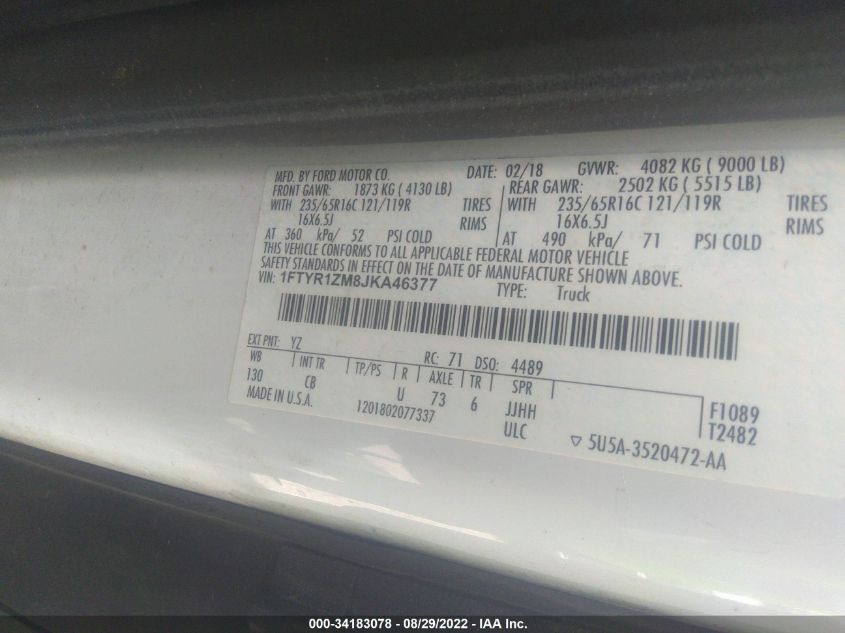 MFD. BY FORD MOTOR CO. DATE: 02/18 GVWR: 4082 KG ( 9000 LB)
FRONT GAWR: 1873 KG ( 4130 LB) REAR GAWR: 2502 KG ( 5515 LB)
WITH 235/65R16C 121/119R TIRES WITH 235/65R16C 121/119R TIRES
16X6.5J RIMS 16X6.5J RIMS
AT 360 kPa/ 52 PSI COLD AT 490 kPa/ 71 PSI COLD
THIS VEHICLE CONFORMS TO ALL APPLICABLE FEDERAL MOTOR VEHICLE
SAFTY STANDARDS IN EFFECT ON THE DATE OF MANUFACTURE SHOWN ABOVE.
VIN: 1FTYR1ZM8JKA46377 TYPE: Truck
EXT PNT: YZ RC: 71 DSO: 4489
WB INT TR TP/PS R AXLE TR SPR
130 CB U 73 6 JJHH F1089
MADE IN U.S.A. 1201802077337 ULC T2482
▽ 5U5A-3520472-AA
000-34183078 - 08/29/2022 - IAA Inc.